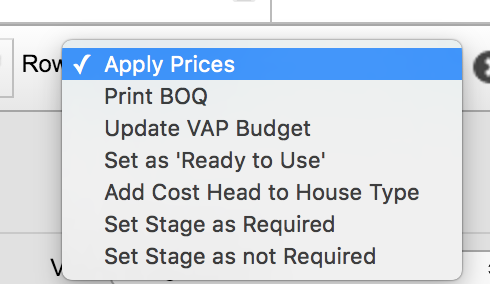 Row
✓ Apply Prices
Print BOQ
Update VAP Budget
Set as 'Ready to Use'
Add Cost Head to House Type
Set Stage as Required
Set Stage as not Required